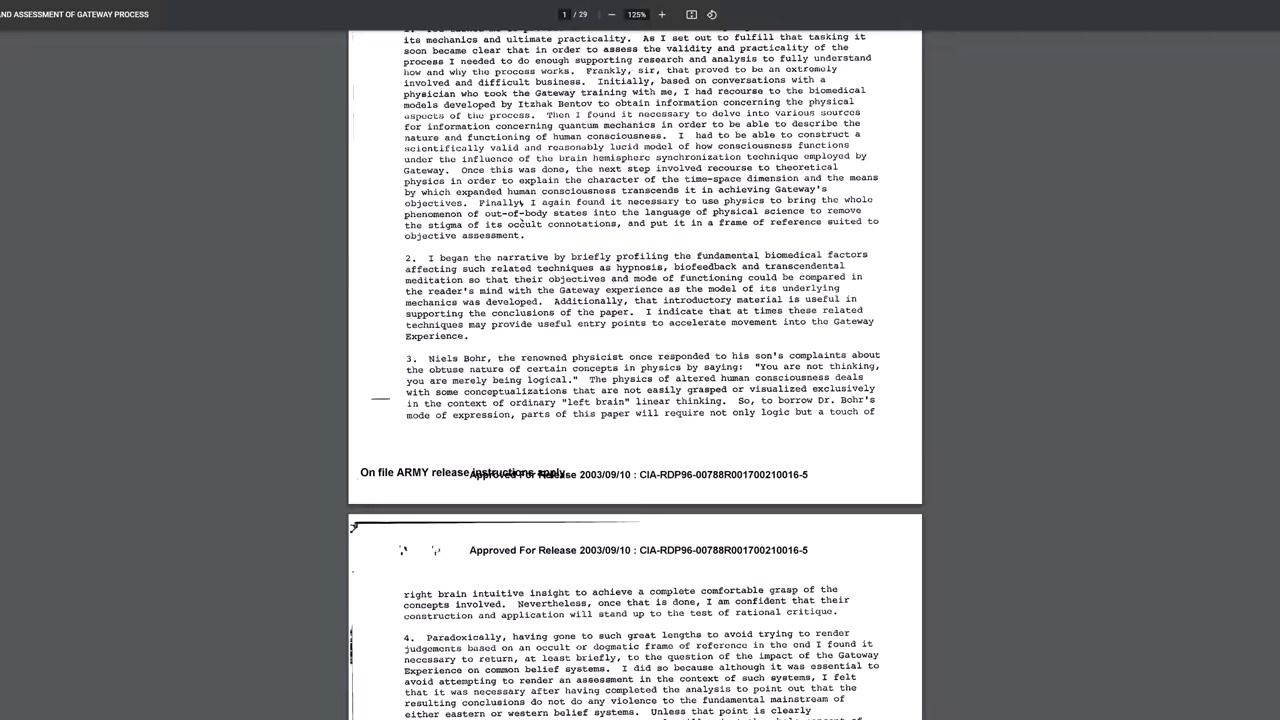 AND ASSESSMENT OF GATEWAY PROCESS
1 / 29
125%
its mechanics and ultimate practicality. As I set out to fulfill that tasking it
soon became clear that in order to assess the validity and practicality of the
process I needed to do enough supporting research and analysis to fully understand
how and why the process works. Frankly, sir, that proved to be an extremely
involved and difficult business. Initially, based on conversations with a
physician who took the Gateway training with me, I had recourse to the biomedical
models developed by Itzhak Bentov to obtain information concerning the physical
aspects of the process. Then I found it necessary to delve into various sources
for information concerning quantum mechanics in order to be able to describe the
nature and functioning of human consciousness. I had to be able to construct a
scientifically valid and reasonably lucid model of how consciousness functions
under the influence of the brain hemisphere synchronization technique employed by
Gateway. Once this was done, the next step involved recourse to theoretical
physics in order to explain the character of the time-space dimension and the means
by which expanded human consciousness transcends it in achieving Gateway's
objectives. Finally, I again found it necessary to use physics to bring the whole
phenomenon of out-of-body states into the language of physical science to remove
the stigma of its occult connotations, and put it in a frame of reference suited to
objective assessment.
2. I began the narrative by briefly profiling the fundamental biomedical factors
affecting such related techniques as hypnosis, biofeedback and transcendental
meditation so that their objectives and mode of functioning could be compared in
the reader's mind with the Gateway experience as the model of its underlying
mechanics was developed. Additionally, that introductory material is useful in
supporting the conclusions of the paper. I indicate that at times these related
techniques may provide useful entry points to accelerate movement into the Gateway
Experience.
3. Niels Bohr, the renowned physicist once responded to his son's complaints about
the obtuse nature of certain concepts in physics by saying: "You are not thinking,
you are merely being logical." The physics of altered human consciousness deals
with some conceptualizations that are not easily grasped or visualized exclusively
in the context of ordinary "left brain" linear thinking. So, to borrow Dr. Bohr's
mode of expression, parts of this paper will require not only logic but a touch of
On file ARMY release instructions apply.
Approved For Release 2003/09/10 : CIA-RDP96-00788R001700210016-5
Approved For Release 2003/09/10 : CIA-RDP96-00788R001700210016-5
right brain intuitive insight to achieve a complete comfortable grasp of the
concepts involved. Nevertheless, once that is done, I am confident that their
construction and application will stand up to the test of rational critique.
4. Paradoxically, having gone to such great lengths to avoid trying to render
judgements based on an occult or dogmatic frame of reference in the end I found it
necessary to return, at least briefly, to the question of the impact of the Gateway
Experience on common belief systems. I did so because although it was essential to
avoid attempting to render an assessment in the context of such systems, I felt
that it was necessary after having completed the analysis to point out that the
resulting conclusions do not do any violence to the fundamental mainstream of
either eastern or western belief systems. Unless that point is clearly